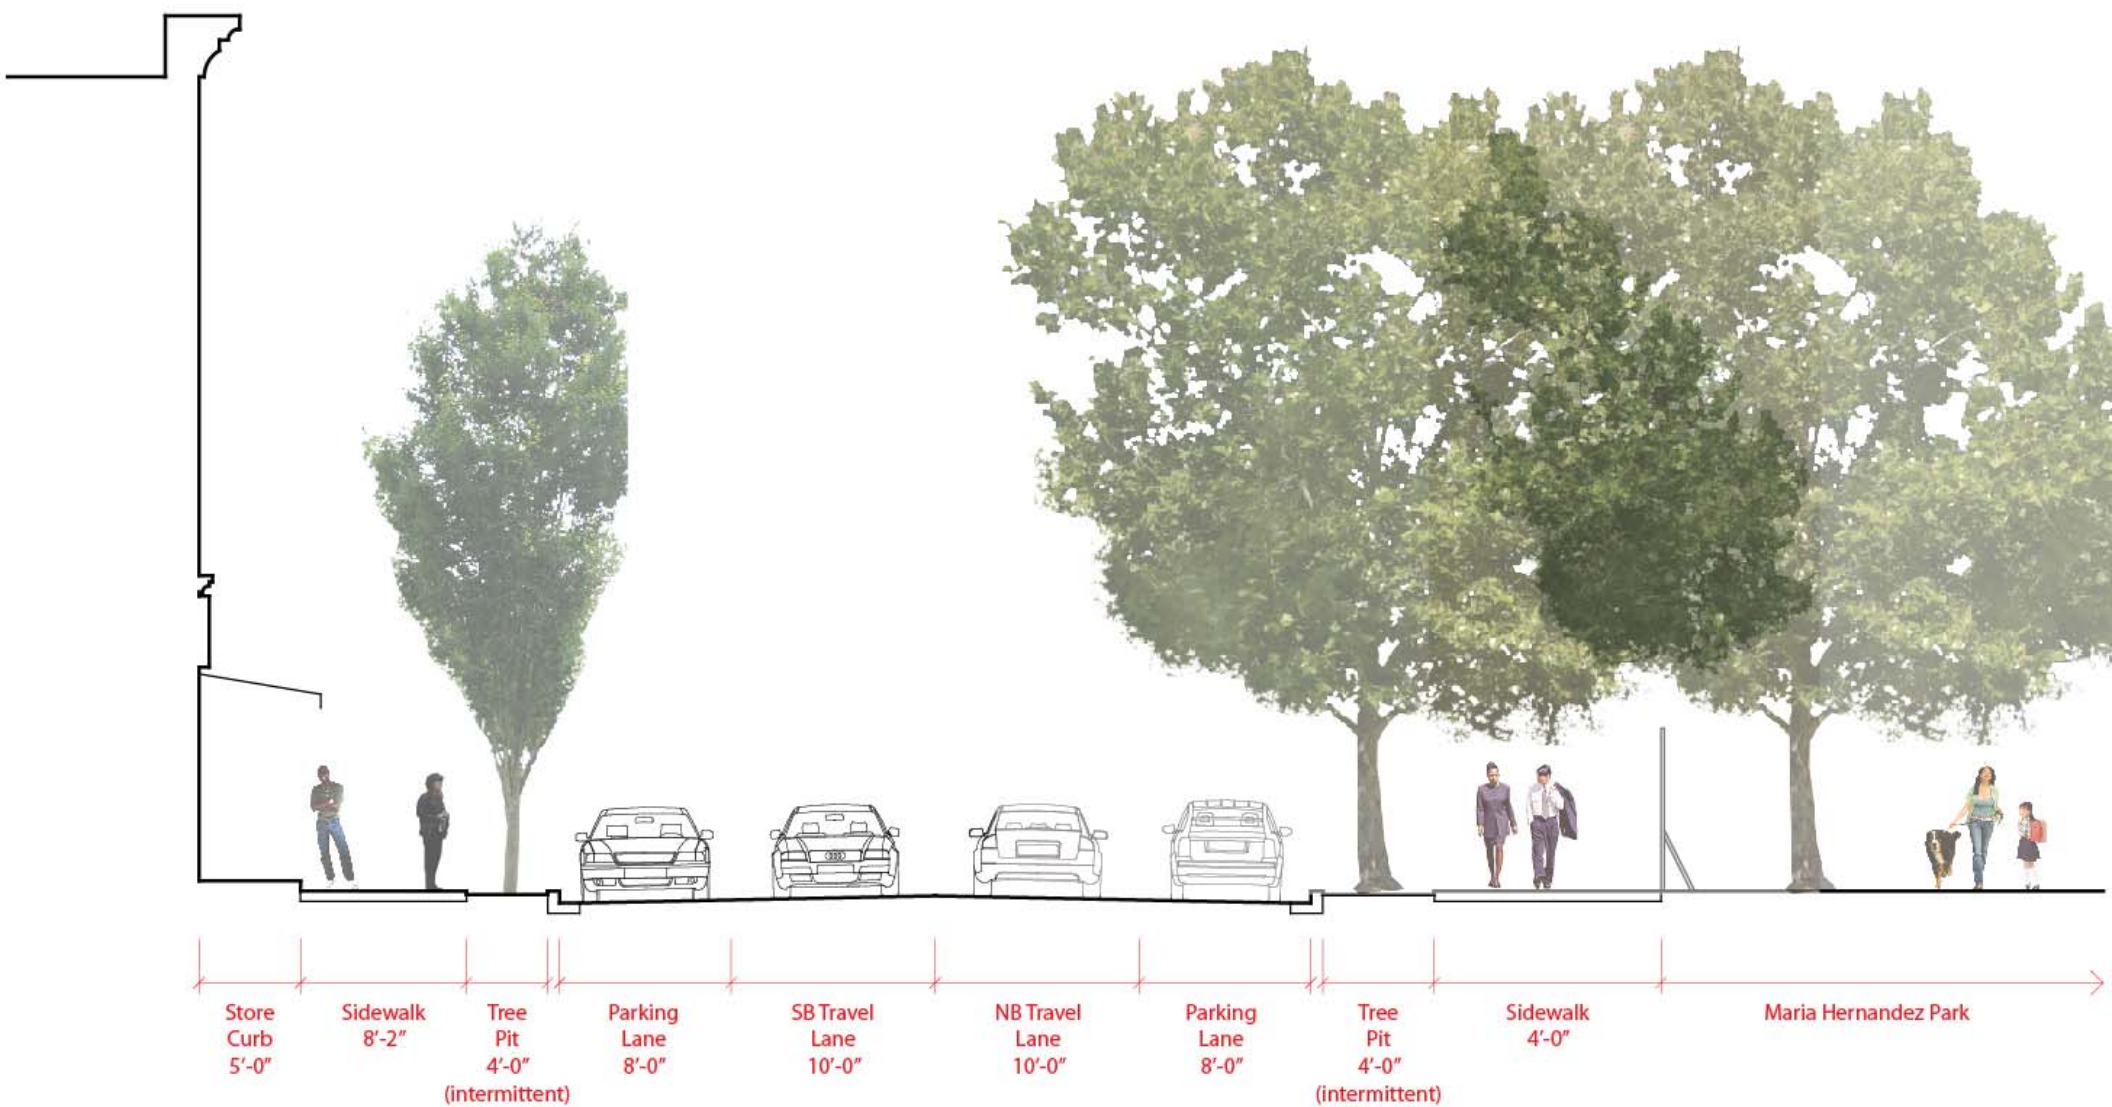 Store
Curb
5'-0"
Sidewalk
8'-2"
Tree
Pit
4'-0"
(intermittent)
Parking
Lane
8'-0"
SB Travel
Lane
10'-0"
NB Travel
Lane
10'-0"
Parking
Lane
8'-0"
Tree
Pit
4'-0"
(intermittent)
Sidewalk
4'-0"
Maria Hernandez Park